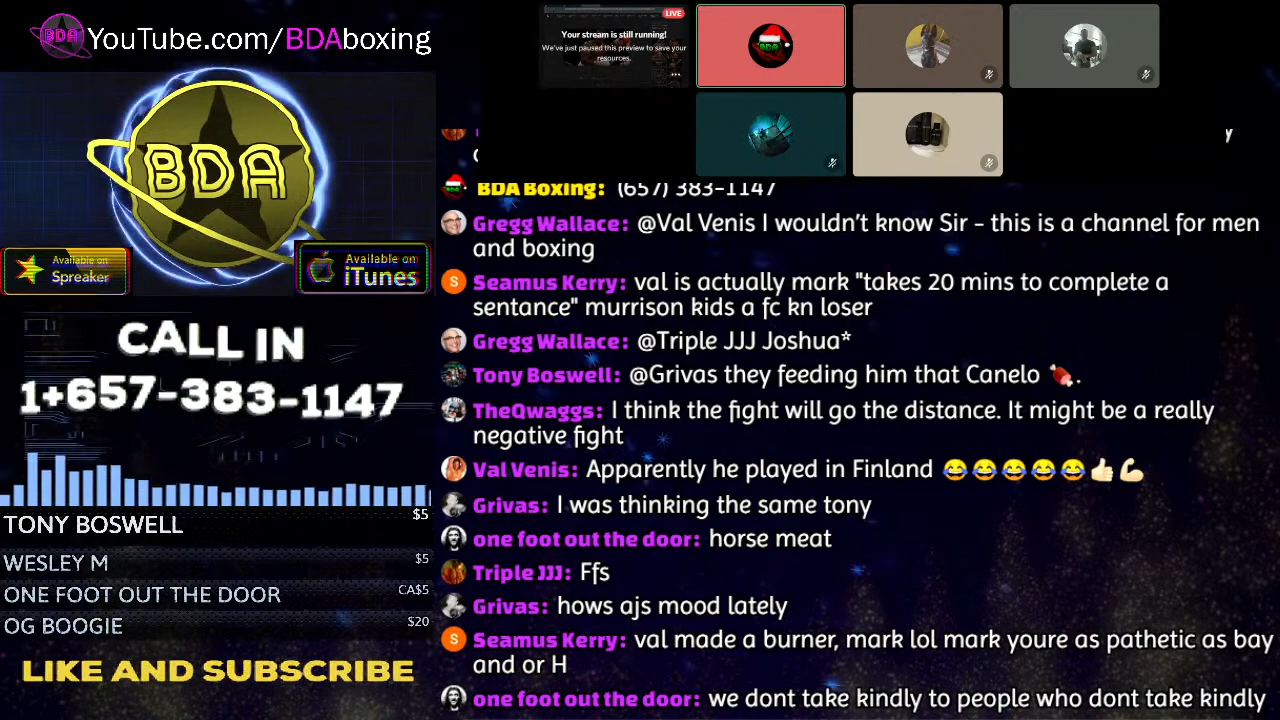 YouTube.com/BDAboxing
BDA
BDA
Available on
Spreaker
Available on
iTunes
CALL IN
1+657-383-1147
TONY BOSWELL $5
WESLEY M $5
ONE FOOT OUT THE DOOR CA$5
OG BOOGIE $20
LIKE AND SUBSCRIBE
LIVE
Your stream is still running!
We've just paused this preview to save your
resources.
BDA
BDA Boxing: (657) 383-1147
Gregg Wallace: @Val Venis I wouldn't know Sir - this is a channel for men
and boxing
S
Seamus Kerry: val is actually mark "takes 20 mins to complete a
sentance" murrison kids a fc kn loser
Gregg Wallace: @Triple JJJ Joshua*
Tony Boswell: @Grivas they feeding him that Canelo 🍖.
TheQwaggs: I think the fight will go the distance. It might be a really
negative fight
Val Venis: Apparently he played in Finland 😂😂😂😂😂👍🏻💪🏻
Grivas: I was thinking the same tony
one foot out the door: horse meat
Triple JJJ: Ffs
Grivas: hows ajs mood lately
S
Seamus Kerry: val made a burner, mark lol mark youre as pathetic as bay
and or H
one foot out the door: we dont take kindly to people who dont take kindly